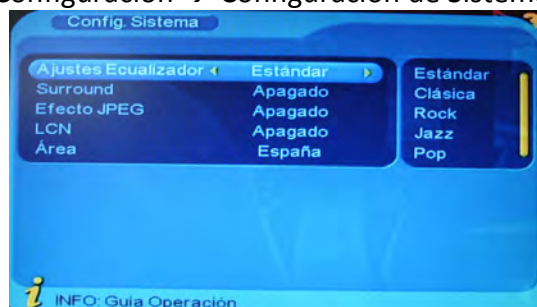 Configuración → Configuración de Sistema
Config. Sistema
Ajustes Ecualizador Estándar
Surround Apagado
Efecto JPEG Apagado
LCN Apagado
Área España
Estándar
Clásica
Rock
Jazz
Pop
INFO: Guía Operación